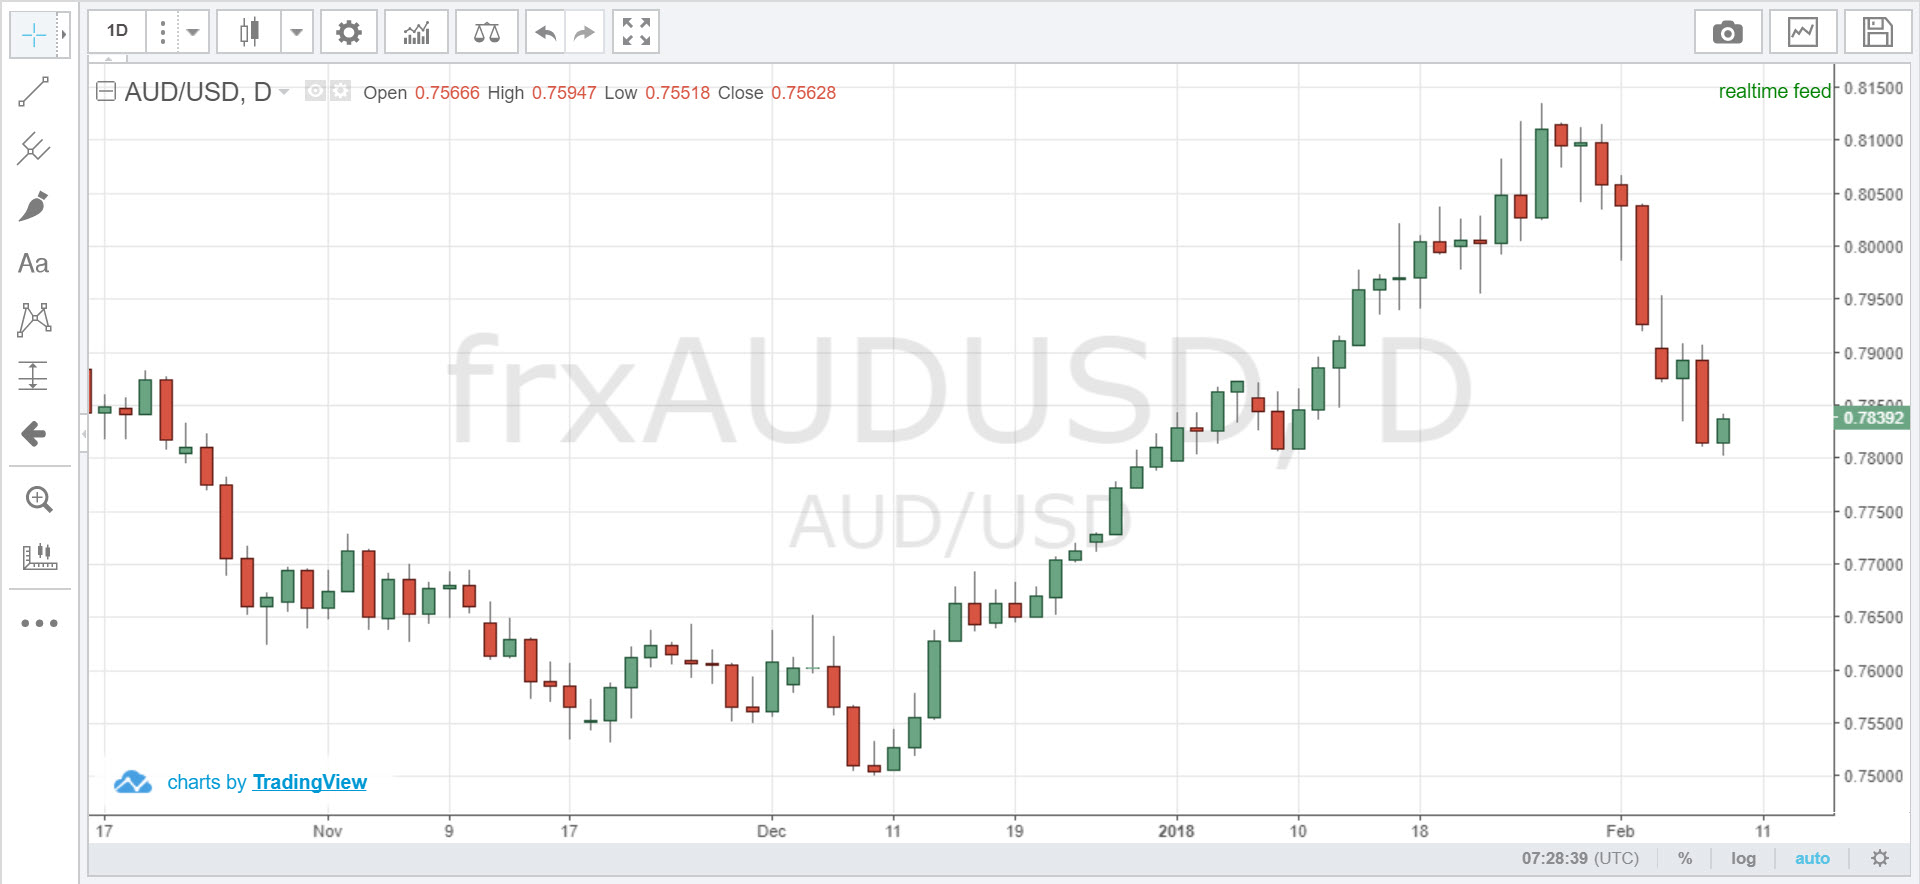 1D
AUD/USD, D Open 0.75666 High 0.75947 Low 0.75518 Close 0.75628
realtime feed
0.81500
0.81000
0.80500
0.80000
0.79500
0.79000
0.78500
0.78392
0.78000
0.77500
0.77000
0.76500
0.76000
0.75500
0.75000
Aa
frxAUDUSD, D
AUD/USD
charts by TradingView
17 Nov 9 17 Dec 11 19 2018 10 18 Feb 11
07:28:39 (UTC) % log auto